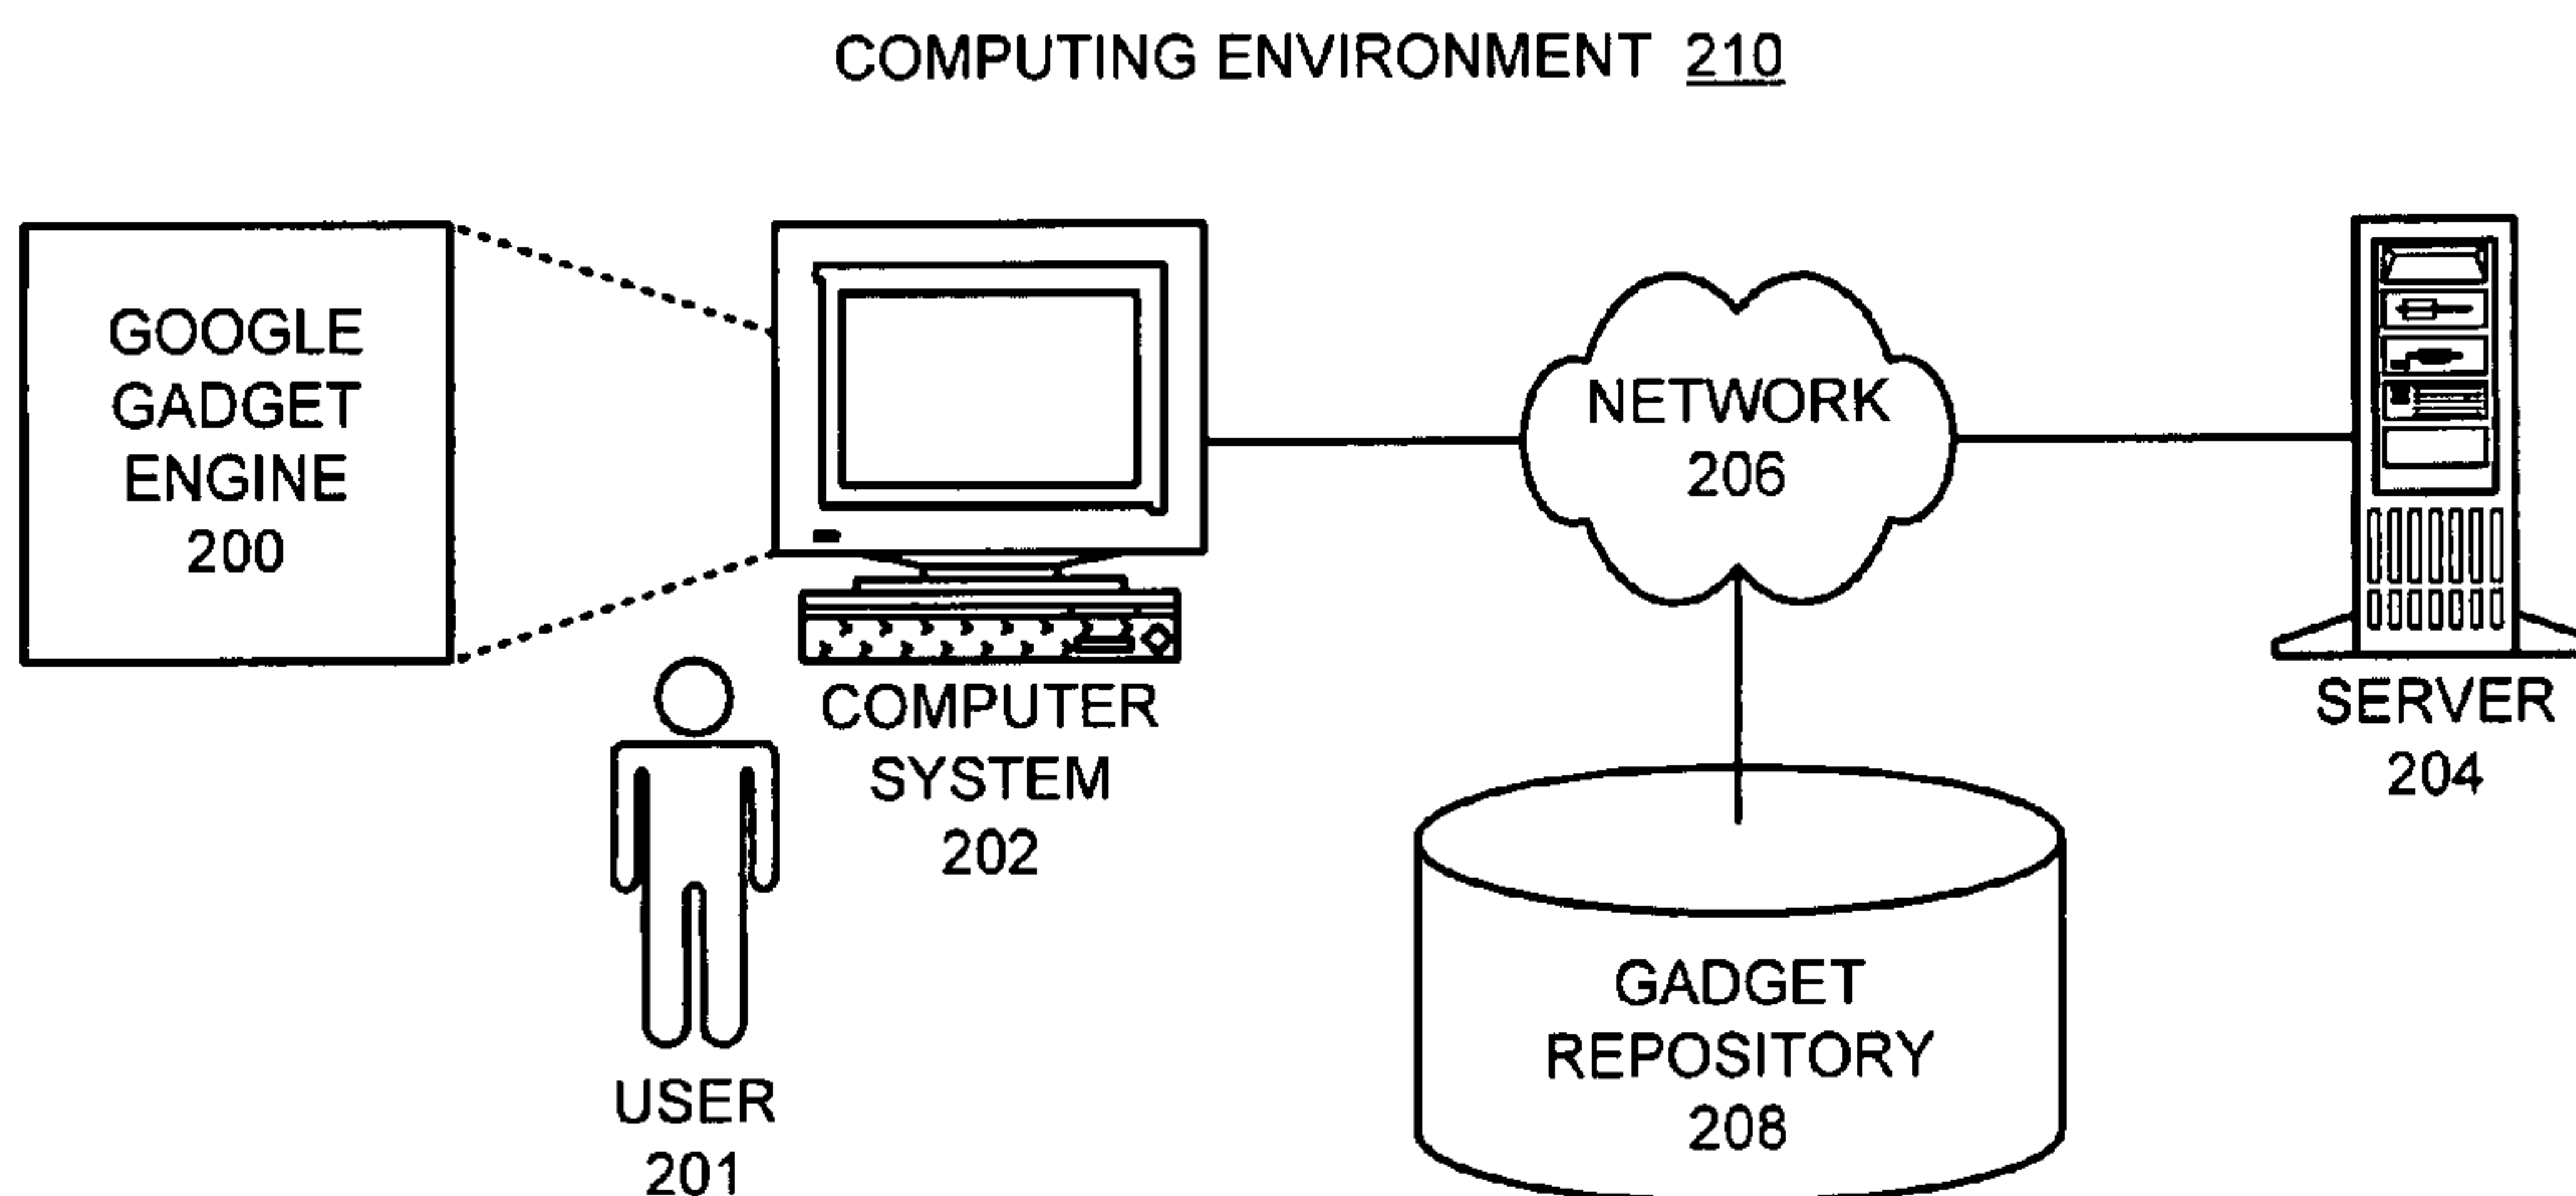 COMPUTING ENVIRONMENT 210
GOOGLE
GADGET
ENGINE
200
NETWORK
206
COMPUTER
SYSTEM
202
SERVER
204
USER
201
GADGET
REPOSITORY
208